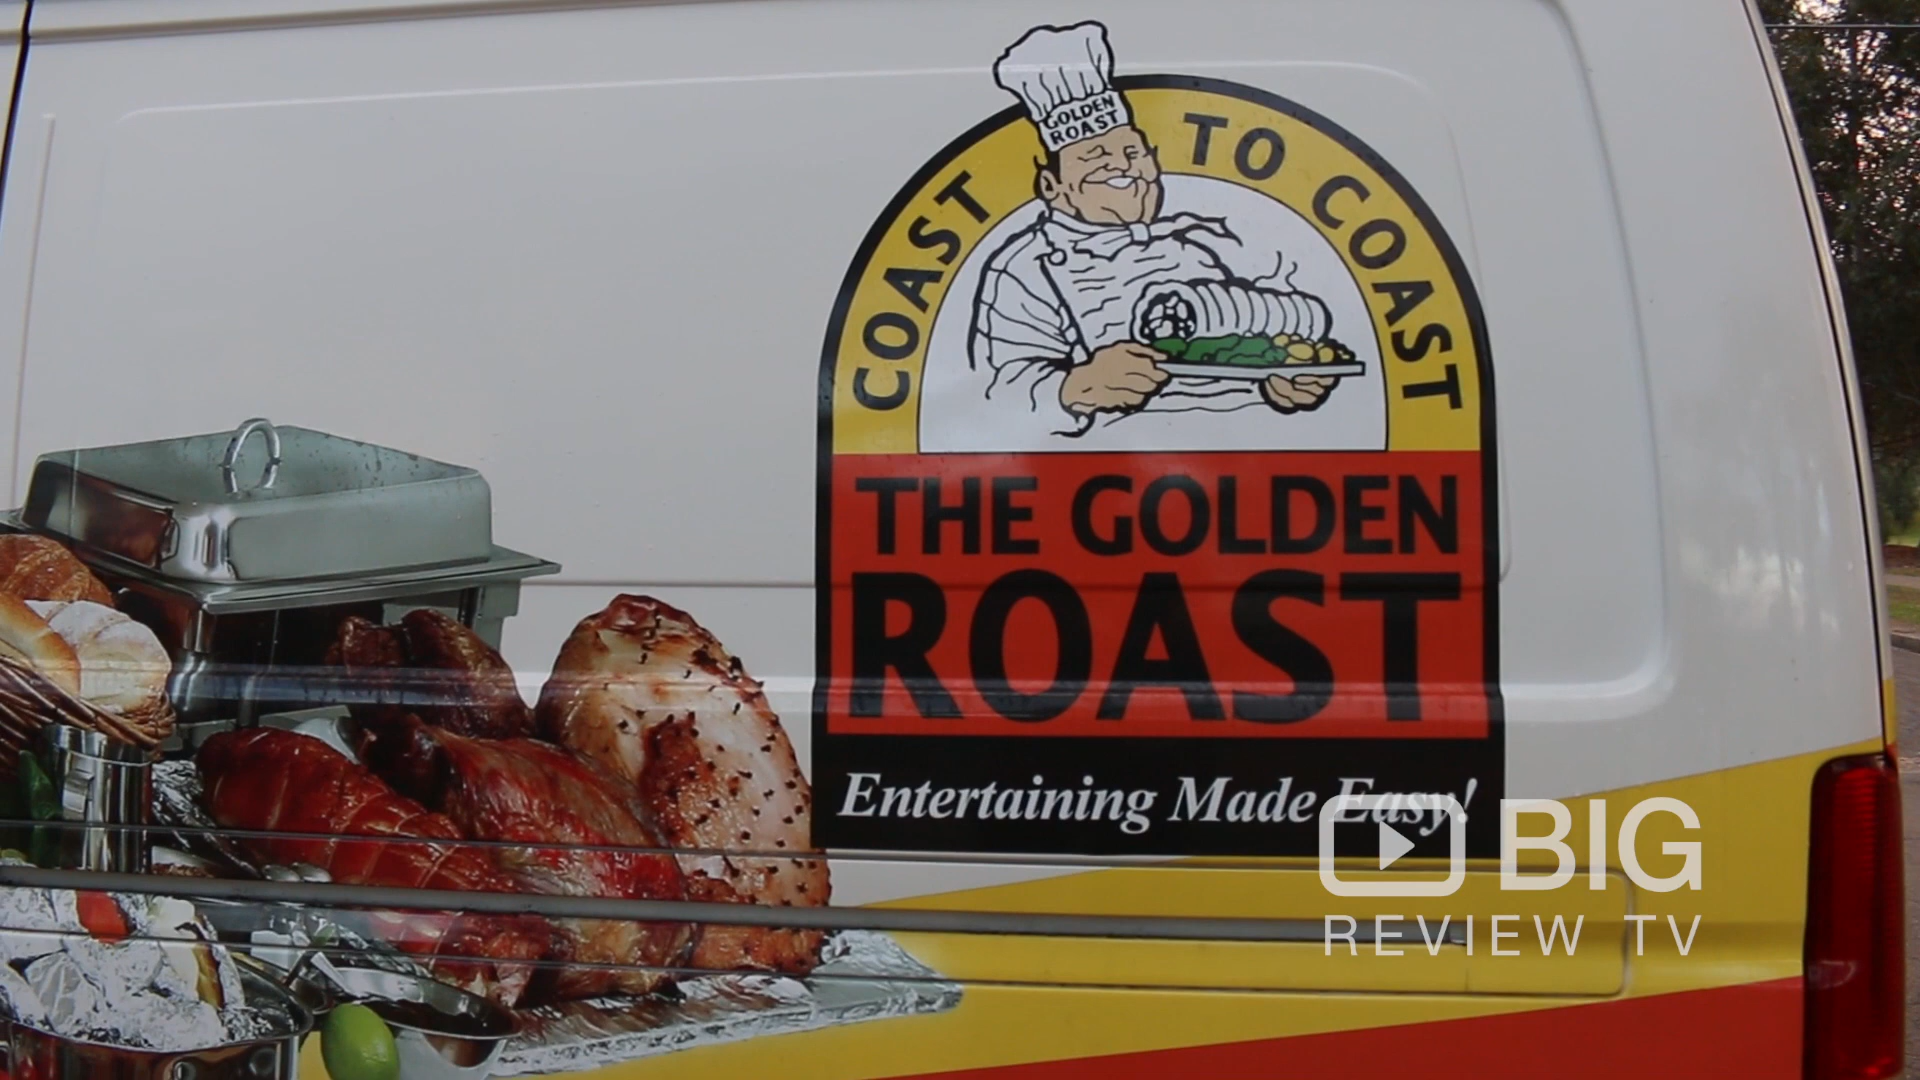 GOLDEN
ROAST
COAST TO COAST
THE GOLDEN
ROAST
Entertaining Made Easy!
BIG
REVIEW TV